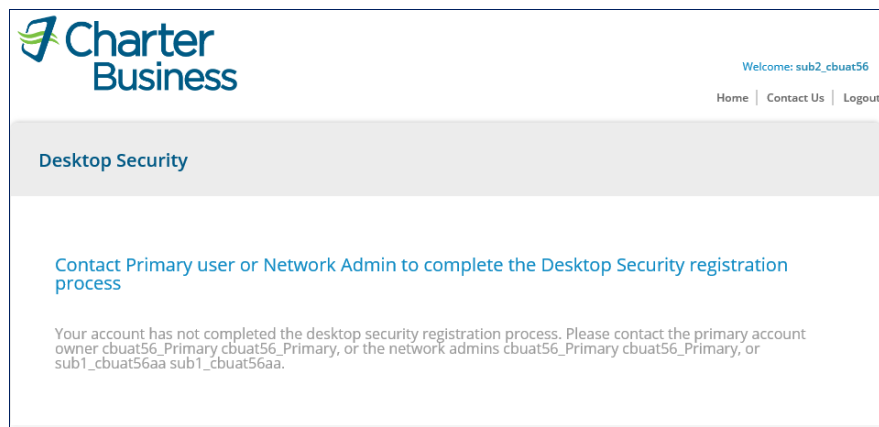 Charter
Business
Welcome: sub2_cbuat56
Home | Contact Us | Logout
Desktop Security
Contact Primary user or Network Admin to complete the Desktop Security registration
process
Your account has not completed the desktop security registration process. Please contact the primary account
owner cbuat56_Primary cbuat56_Primary, or the network admins cbuat56_Primary cbuat56_Primary, or
sub1_cbuat56aa sub1_cbuat56aa.